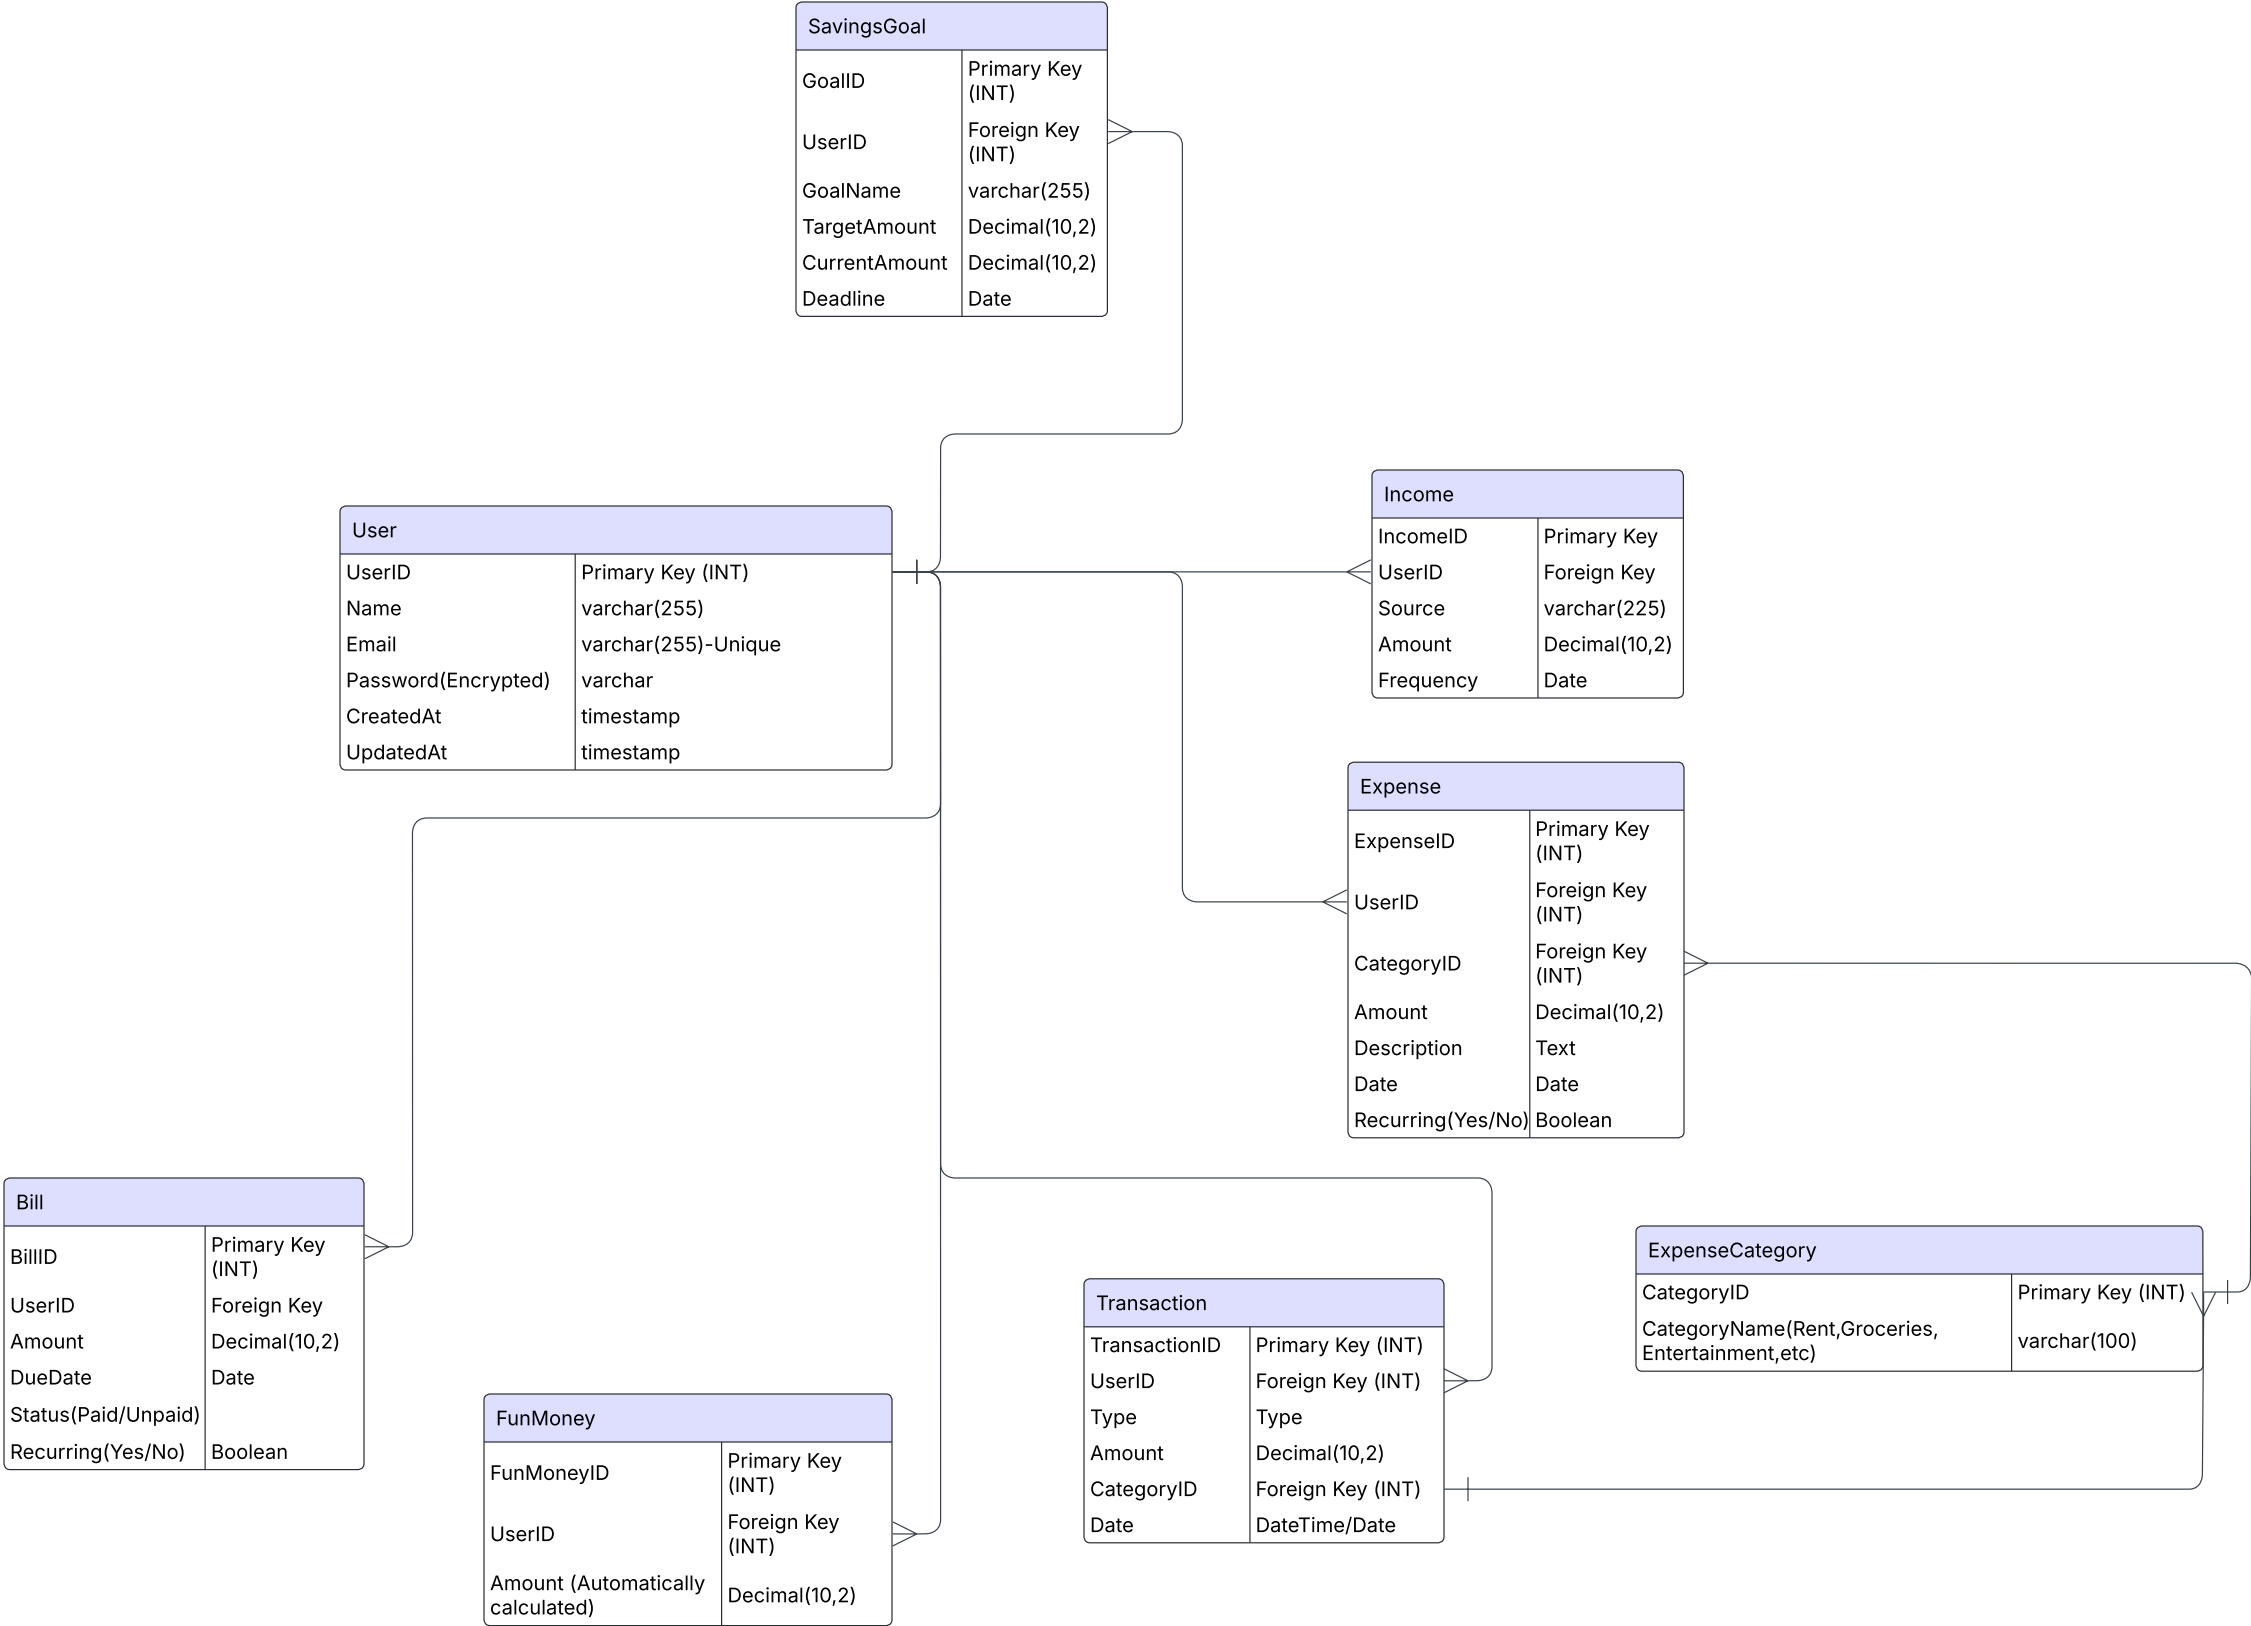 SavingsGoal
GoalID
Primary Key
(INT)
UserID
Foreign Key
(INT)
GoalName
varchar(255)
TargetAmount
Decimal(10,2)
CurrentAmount
Decimal(10,2)
Deadline
Date
User
UserID
Primary Key (INT)
Name
varchar(255)
Email
varchar(255)-Unique
Password(Encrypted)
varchar
CreatedAt
timestamp
UpdatedAt
timestamp
Income
IncomeID
Primary Key
UserID
Foreign Key
Source
varchar(225)
Amount
Decimal(10,2)
Frequency
Date
Expense
ExpenseID
Primary Key
(INT)
UserID
Foreign Key
(INT)
CategoryID
Foreign Key
(INT)
Amount
Decimal(10,2)
Description
Text
Date
Date
Recurring(Yes/No)
Boolean
Bill
BillID
Primary Key
(INT)
UserID
Foreign Key
Amount
Decimal(10,2)
DueDate
Date
Status(Paid/Unpaid)
Recurring(Yes/No)
Boolean
FunMoney
FunMoneyID
Primary Key
(INT)
UserID
Foreign Key
(INT)
Amount (Automatically
calculated)
Decimal(10,2)
Transaction
TransactionID
Primary Key (INT)
UserID
Foreign Key (INT)
Type
Type
Amount
Decimal(10,2)
CategoryID
Foreign Key (INT)
Date
DateTime/Date
ExpenseCategory
CategoryID
Primary Key (INT)
CategoryName(Rent,Groceries,
Entertainment,etc)
varchar(100)